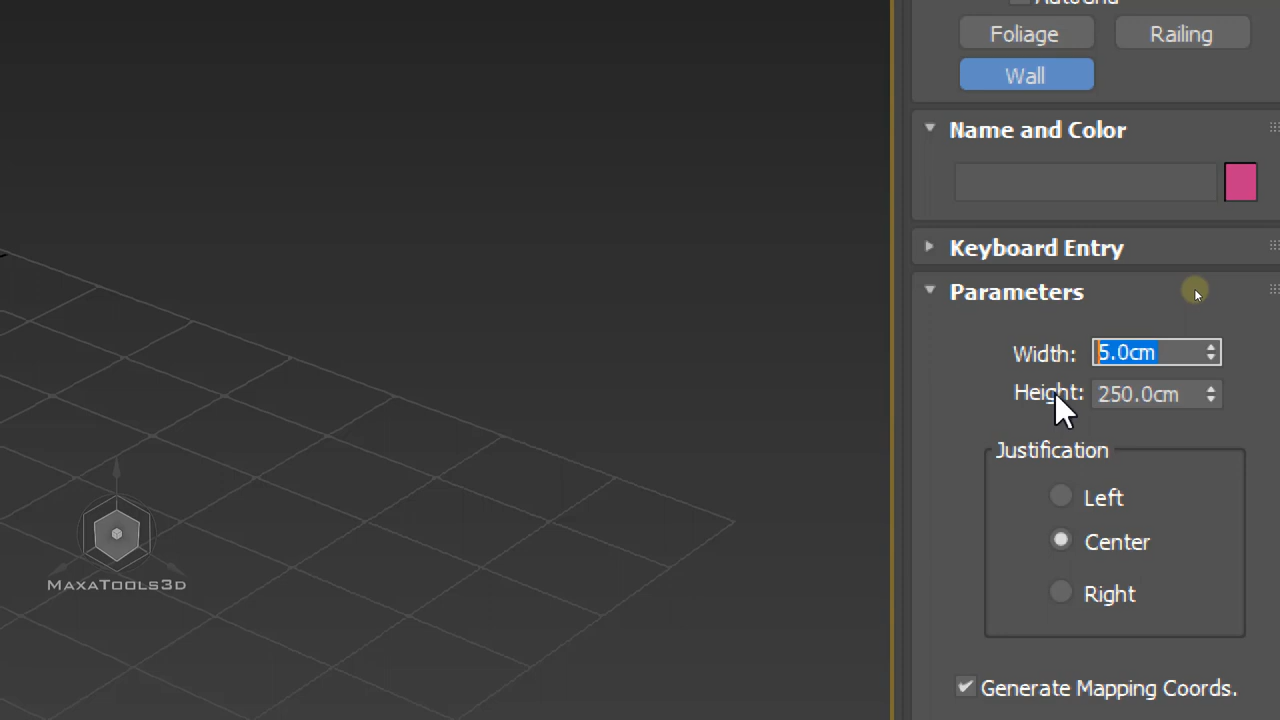 AutoGrid
Foliage
Railing
Wall
Name and Color
Keyboard Entry
Parameters
Width: 5.0cm
Height: 250.0cm
Justification
Left
Center
Right
Generate Mapping Coords.
MAXATOOLS3D